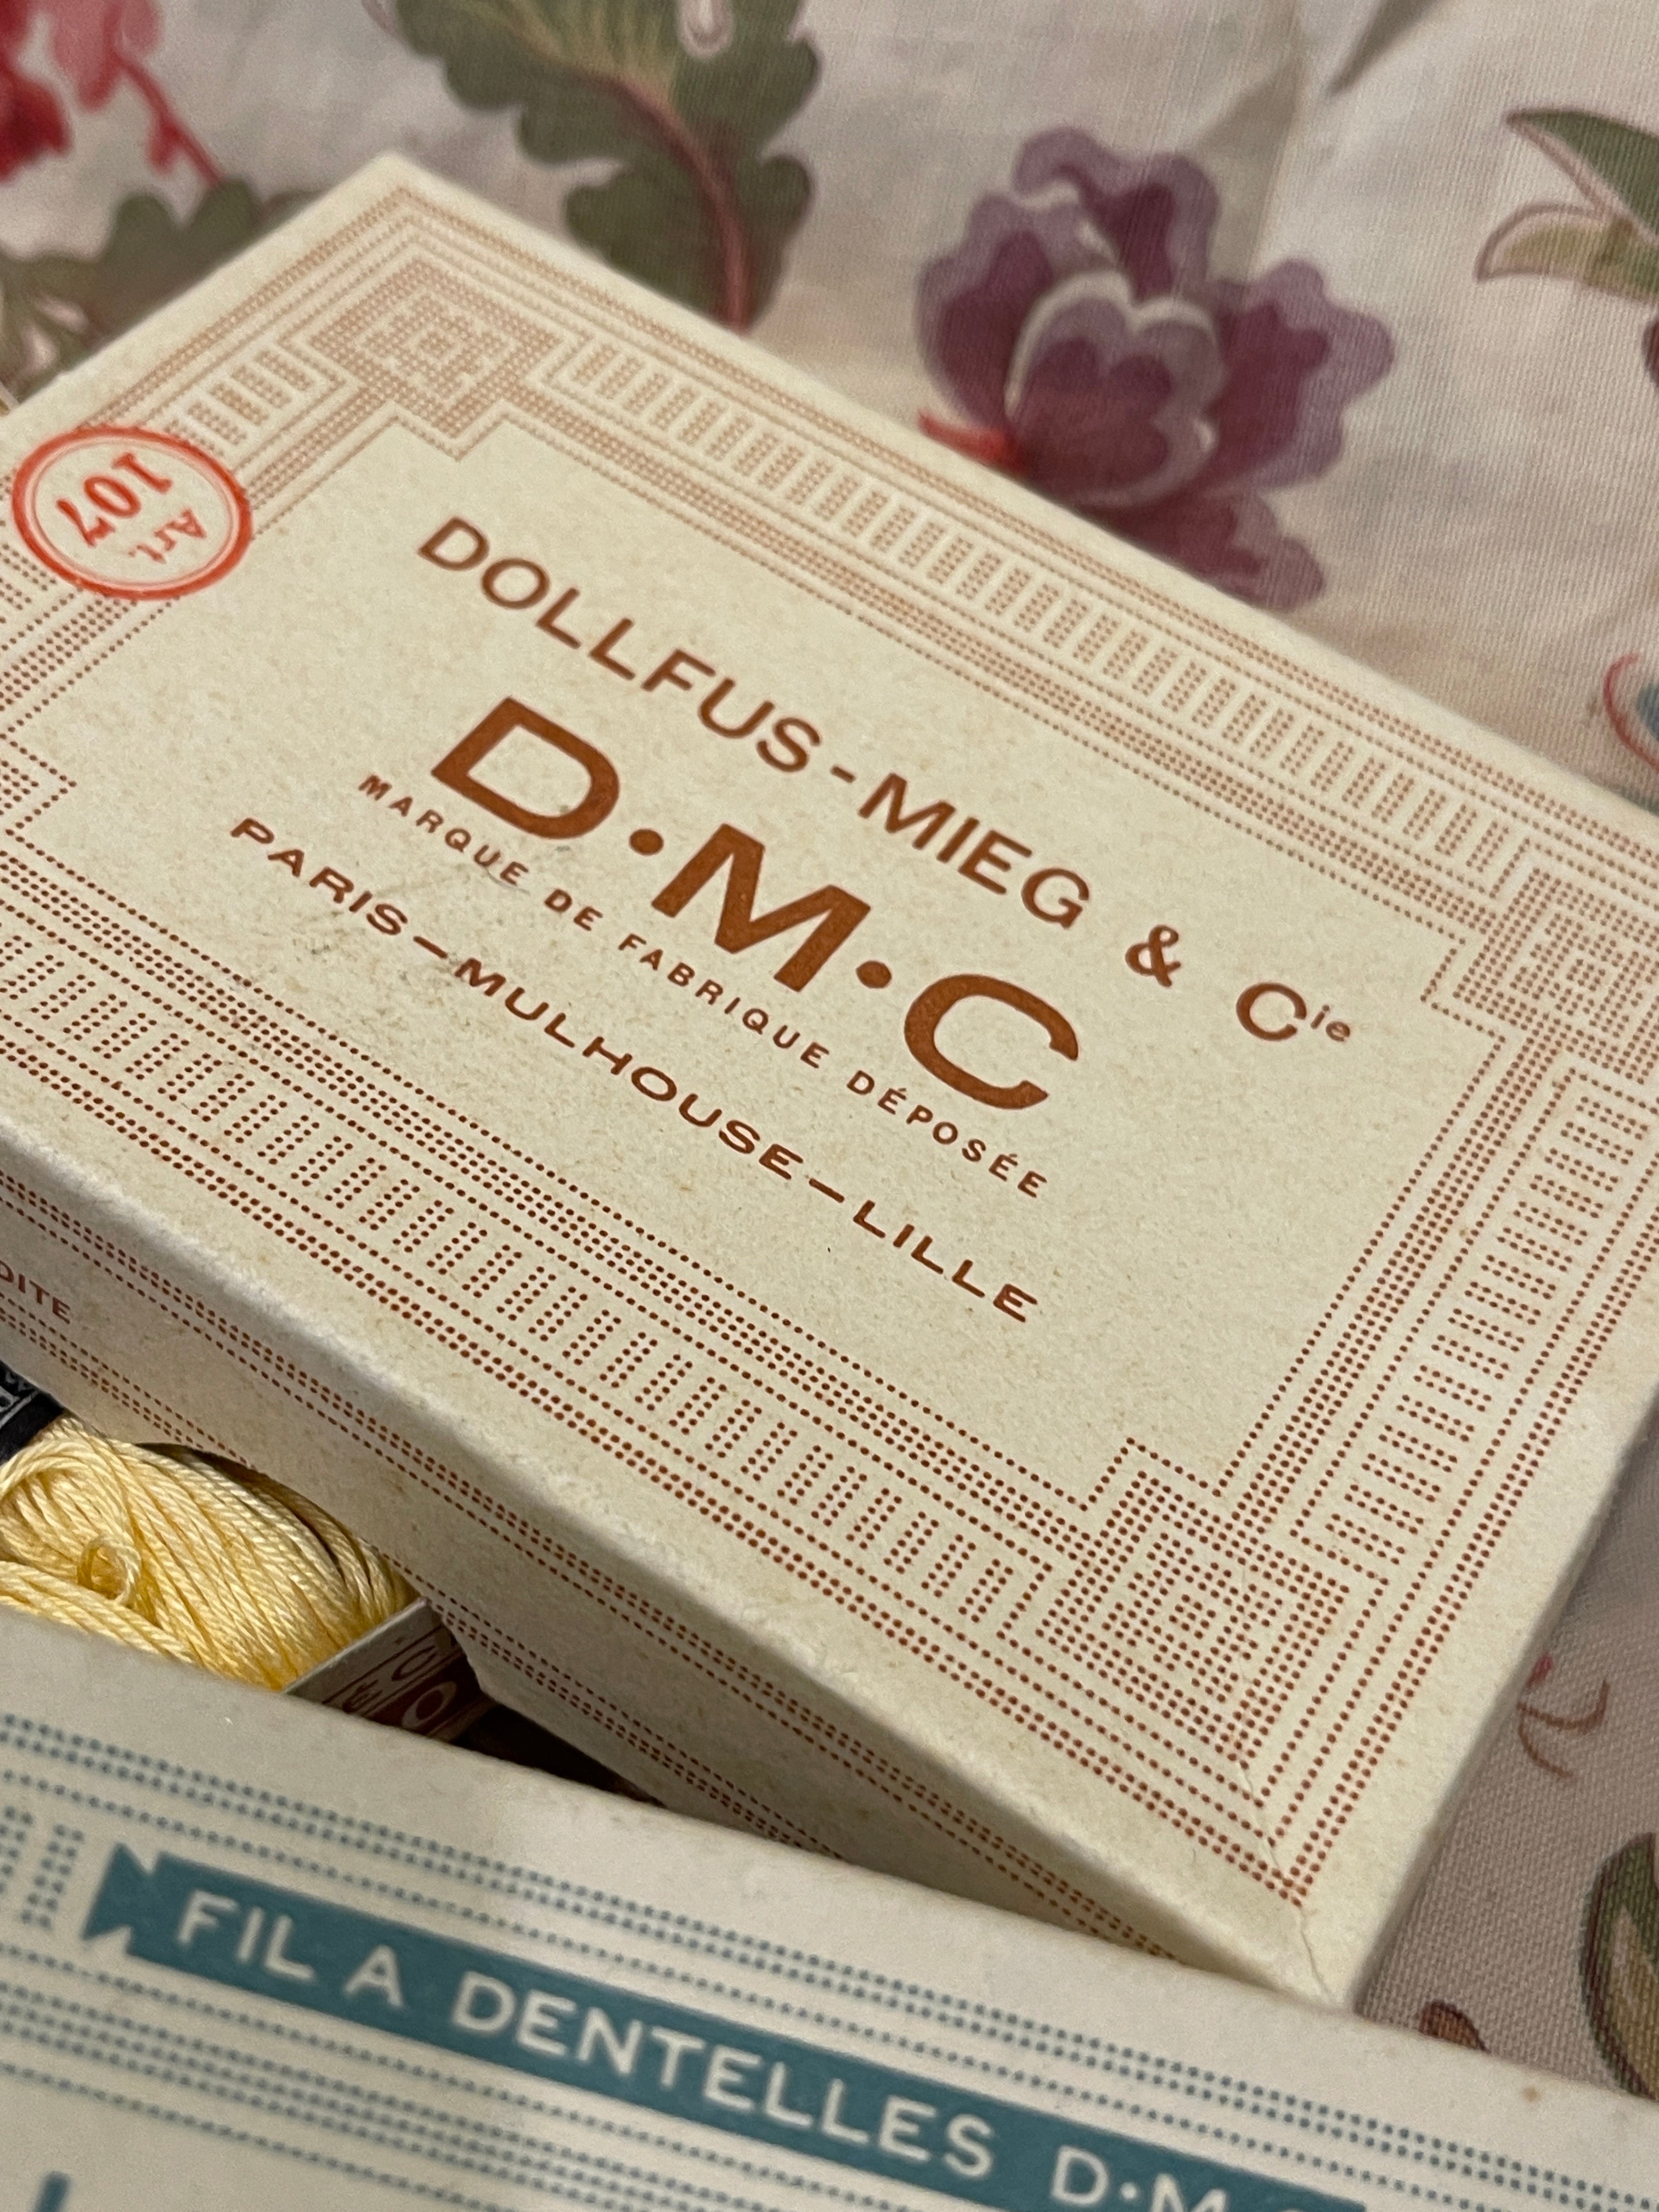 Art.
107
DOLLFUS-MIEG & Cie
D·M·C
MARQUE DE FABRIQUE DÉPOSÉE
PARIS—MULHOUSE—LILLE
FIL A DENTELLES D·M